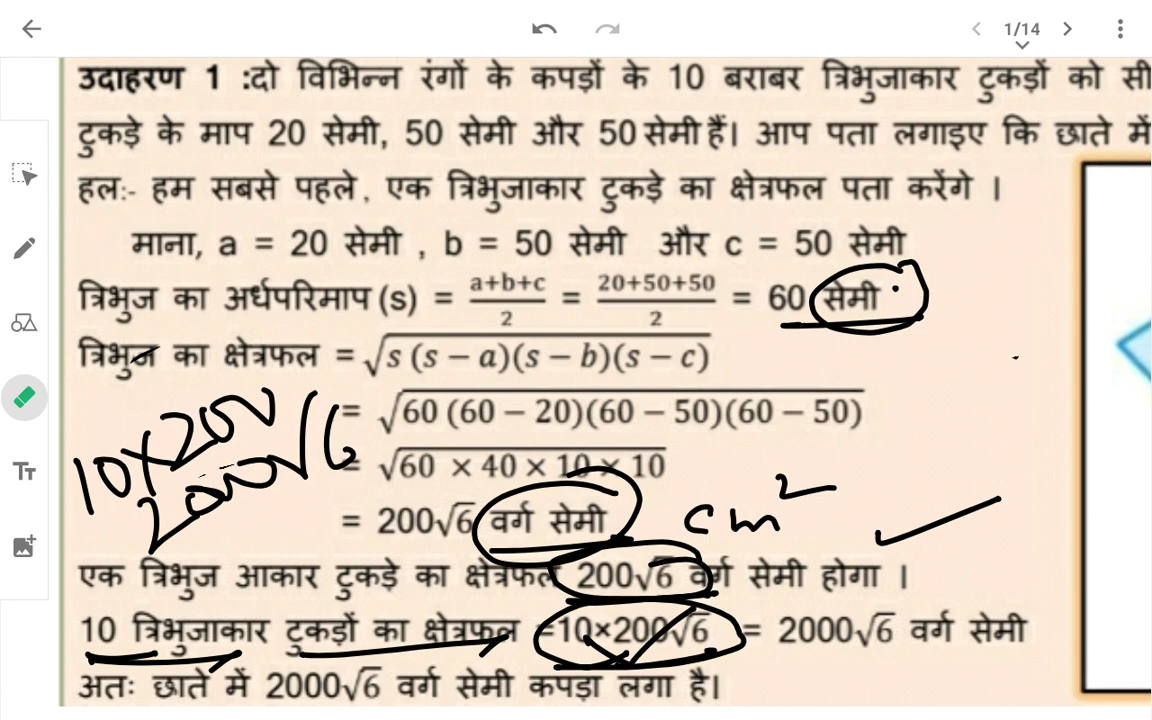 1/14
उदाहरण 1 :दो विभिन्न रंगों के कपड़ों के 10 बराबर त्रिभुजाकार टुकड़ों को सी
टुकड़े के माप 20 सेमी, 50 सेमी और 50 सेमी हैं। आप पता लगाइए कि छाते में
हलः- हम सबसे पहले, एक त्रिभुजाकार टुकड़े का क्षेत्रफल पता करेंगे ।
माना, a = 20 सेमी , b = 50 सेमी और c = 50 सेमी
त्रिभुज का अर्धपरिमाप (s) = a+b+c/2 = 20+50+50/2 = 60 सेमी
त्रिभुज का क्षेत्रफल = √s (s − a)(s − b)(s − c)
= √60 (60 − 20)(60 − 50)(60 − 50)
10×200√
= √60 × 40 × 10 × 10
2000√6
= 200√6 वर्ग सेमी cm²
एक त्रिभुज आकार टुकड़े का क्षेत्रफल 200√6 वर्ग सेमी होगा ।
10 त्रिभुजाकार टुकड़ों का क्षेत्रफल =10×200√6 = 2000√6 वर्ग सेमी
अतः छाते में 2000√6 वर्ग सेमी कपड़ा लगा है।
Tт